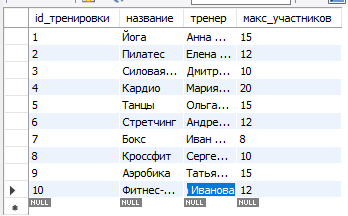 id_тренировки название тренер макс_участников
1 Йога Анна ... 15
2 Пилатес Елена ... 12
3 Силовая... Дмитр... 10
4 Кардио Мария... 20
5 Танцы Ольга... 15
6 Стретчинг Андре... 12
7 Бокс Иван ... 8
8 Кроссфит Серге... 10
9 Аэробика Татья... 15
10 Фитнес-... Иванова 12
NULL NULL NULL NULL